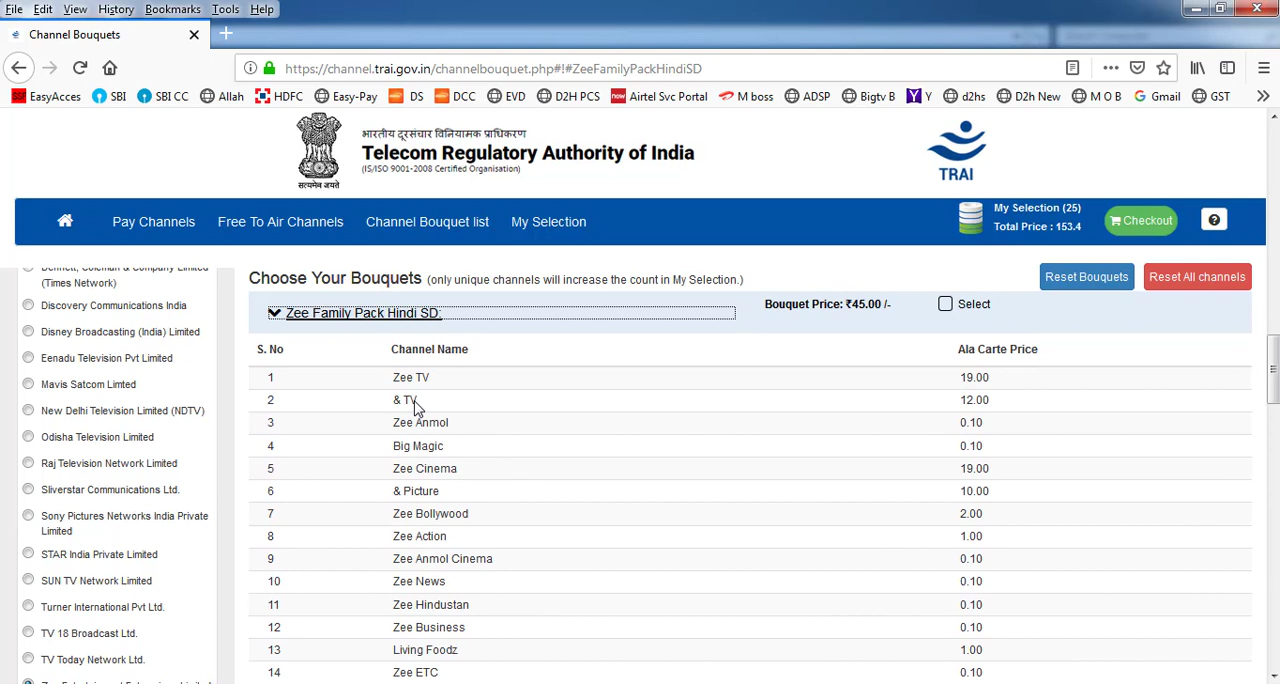 File Edit View History Bookmarks Tools Help
Channel Bouquets
https://channel.trai.gov.in/channelbouquet.php#!#ZeeFamilyPackHindiSD
EasyAcces SBI SBI CC Allah HDFC Easy-Pay DS DCC EVD D2H PCS Airtel Svc Portal M boss ADSP Bigtv B Y d2hs D2h New M O B Gmail GST
भारतीय दूरसंचार विनियामक प्राधिकरण
Telecom Regulatory Authority of India
(IS/ISO 9001-2008 Certified Organisation)
सत्यमेव जयते
TRAI
Pay Channels Free To Air Channels Channel Bouquet list My Selection
My Selection (25)
Total Price : 153.4
Checkout
Bennett, Coleman & Company Limited
(Times Network)
Discovery Communications India
Disney Broadcasting (India) Limited
Eenadu Television Pvt Limited
Mavis Satcom Limted
New Delhi Television Limited (NDTV)
Odisha Television Limited
Raj Television Network Limited
Sliverstar Communications Ltd.
Sony Pictures Networks India Private
Limited
STAR India Private Limited
SUN TV Network Limited
Turner International Pvt Ltd.
TV 18 Broadcast Ltd.
TV Today Network Ltd.
Choose Your Bouquets (only unique channels will increase the count in My Selection.)
Reset Bouquets Reset All channels
Zee Family Pack Hindi SD: Bouquet Price: ₹45.00 /- Select
S. No Channel Name Ala Carte Price
1 Zee TV 19.00
2 & TV 12.00
3 Zee Anmol 0.10
4 Big Magic 0.10
5 Zee Cinema 19.00
6 & Picture 10.00
7 Zee Bollywood 2.00
8 Zee Action 1.00
9 Zee Anmol Cinema 0.10
10 Zee News 0.10
11 Zee Hindustan 0.10
12 Zee Business 0.10
13 Living Foodz 1.00
14 Zee ETC 0.10